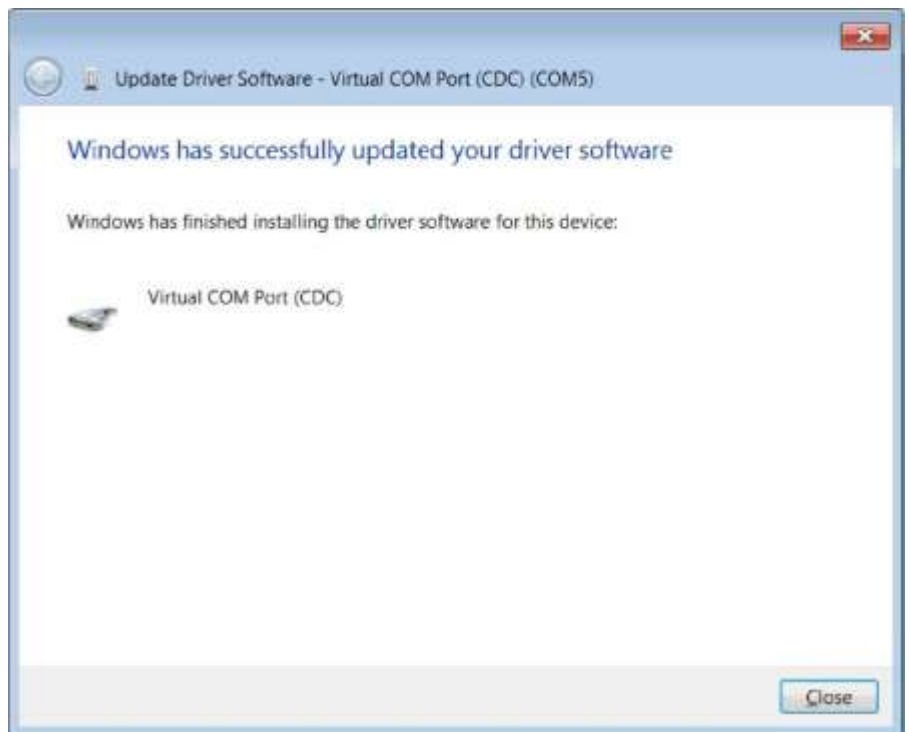 Update Driver Software - Virtual COM Port (CDC) (COM5)
Windows has successfully updated your driver software
Windows has finished installing the driver software for this device:
Virtual COM Port (CDC)
Close